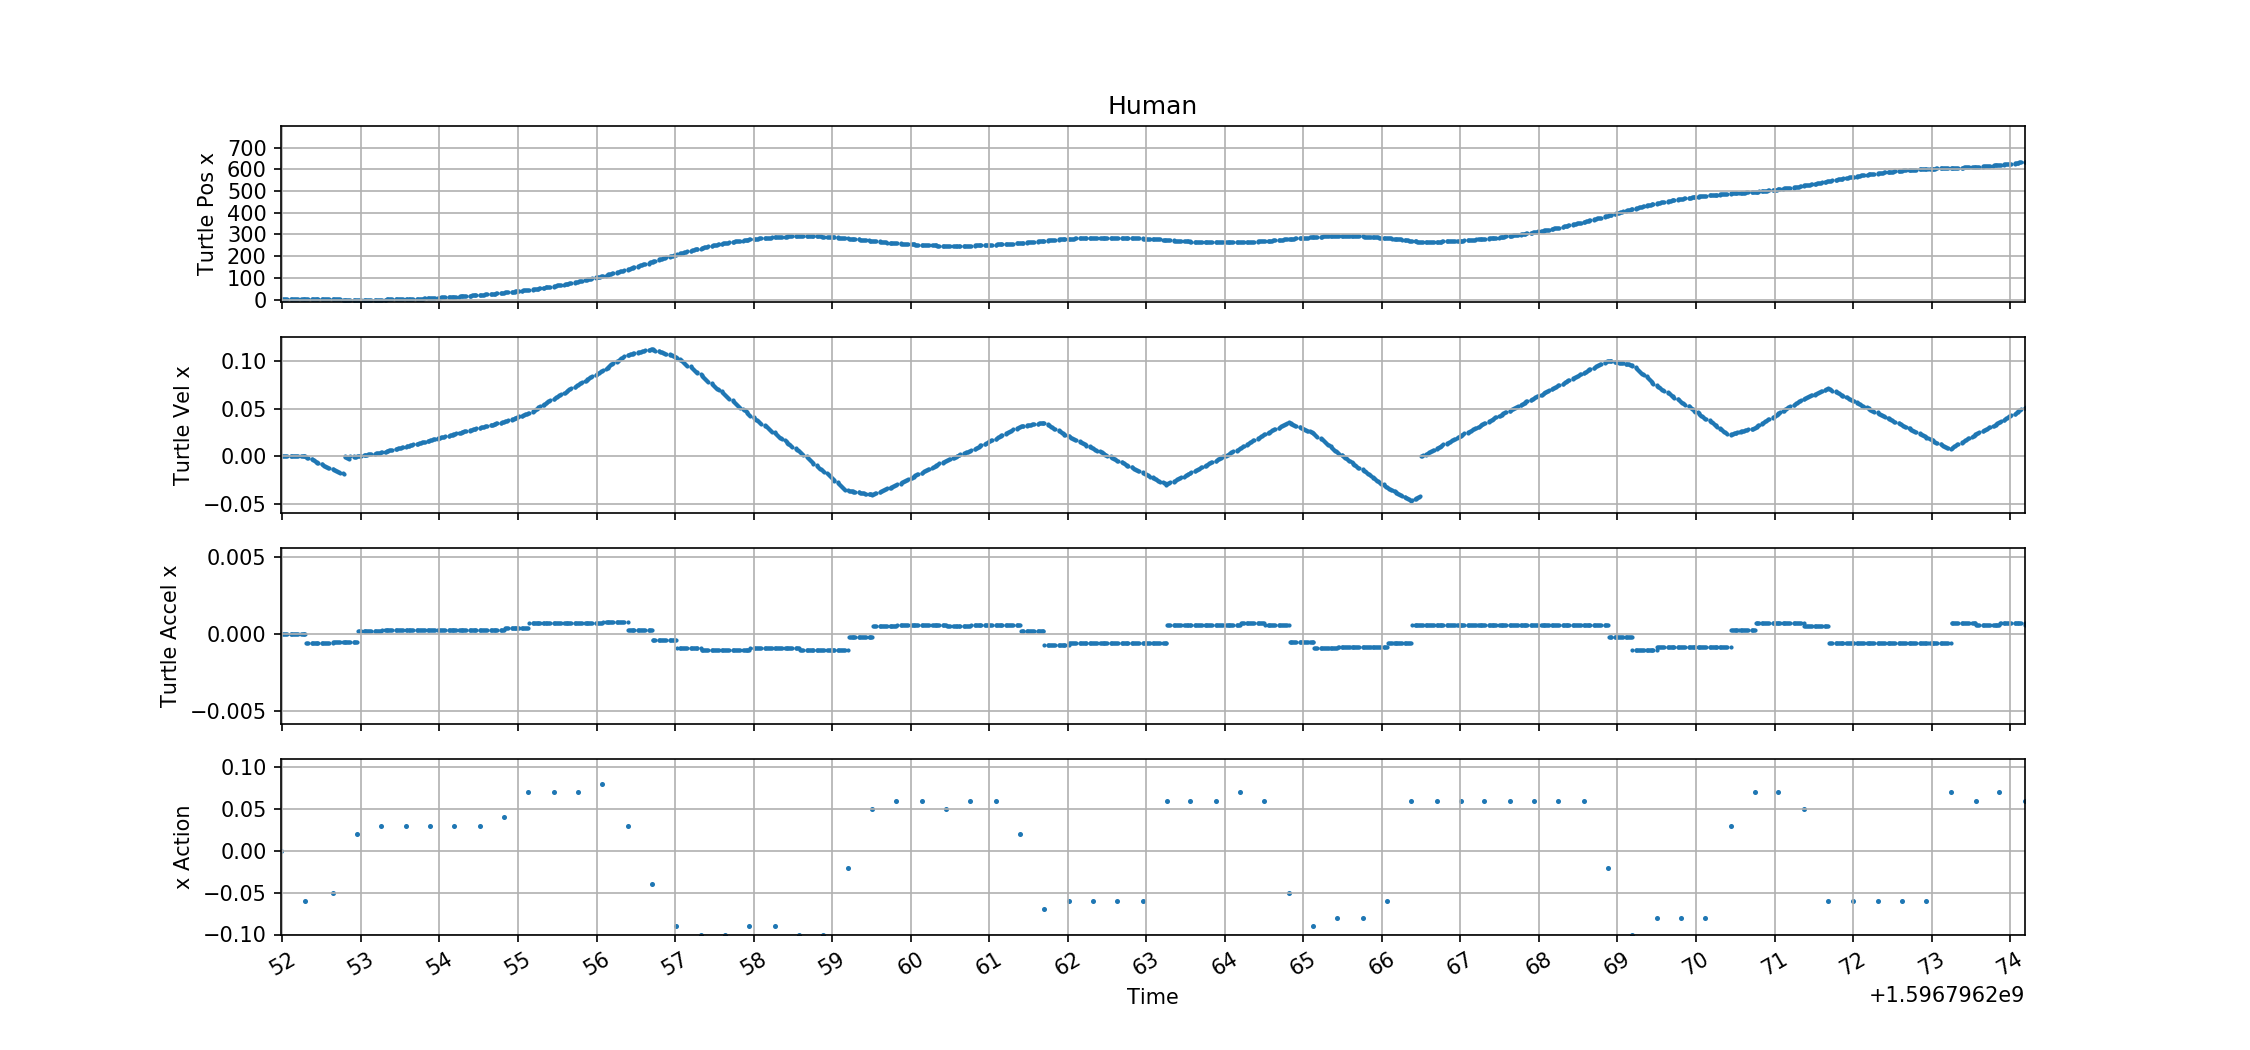 Human
Turtle Pos x
700
600
500
400
300
200
100
0
Turtle Vel x
0.10
0.05
0.00
−0.05
Turtle Accel x
0.005
0.000
−0.005
x Action
0.10
0.05
0.00
−0.05
−0.10
52 53 54 55 56 57 58 59 60 61 62 63 64 65 66 67 68 69 70 71 72 73 74
Time
+1.5967962e9